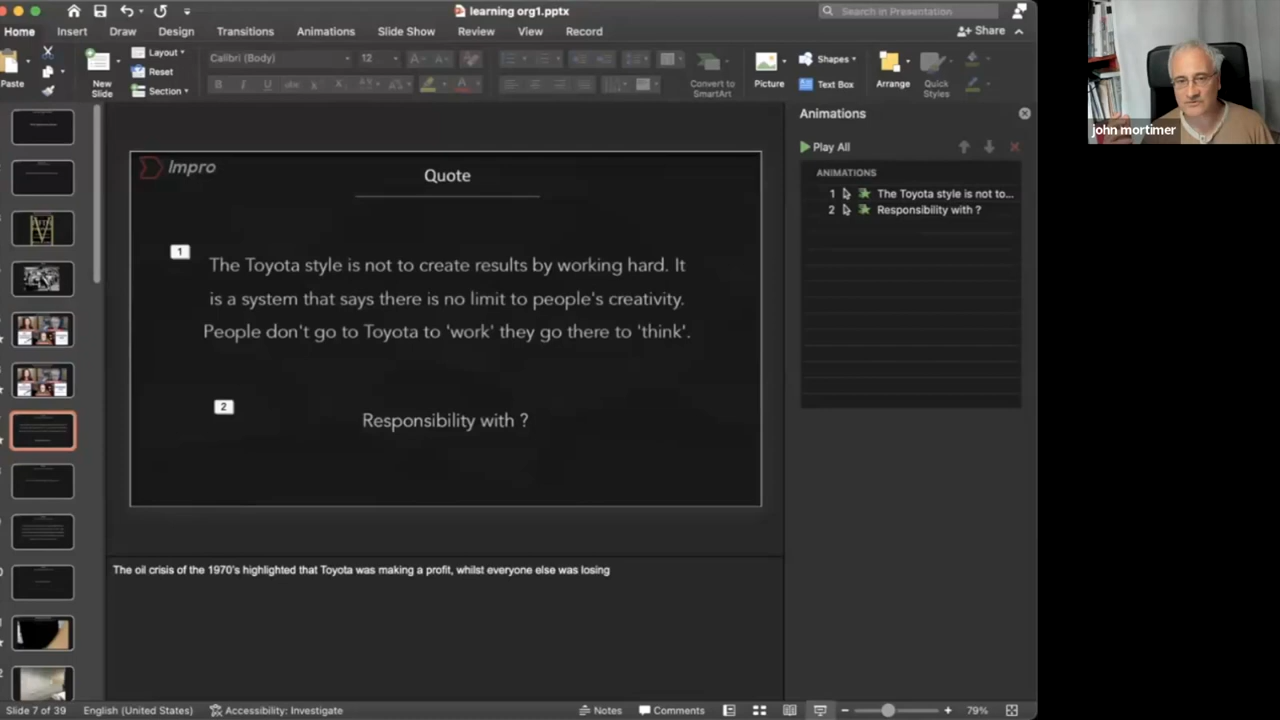 learning org1.pptx
Search in Presentation
Home Insert Draw Design Transitions Animations Slide Show Review View Record
Share
Paste
New Slide
Layout
Reset
Section
Calibri (Body)
12
Convert to SmartArt
Picture
Shapes
Text Box
Arrange
Quick Styles
Animations
Play All
ANIMATIONS
1 The Toyota style is not to...
2 Responsibility with ?
Impro
Quote
1
The Toyota style is not to create results by working hard. It
is a system that says there is no limit to people's creativity.
People don't go to Toyota to 'work' they go there to 'think'.
2
Responsibility with ?
The oil crisis of the 1970's highlighted that Toyota was making a profit, whilst everyone else was losing
Slide 7 of 39
English (United States)
Accessibility: Investigate
Notes
Comments
79%
john mortimer